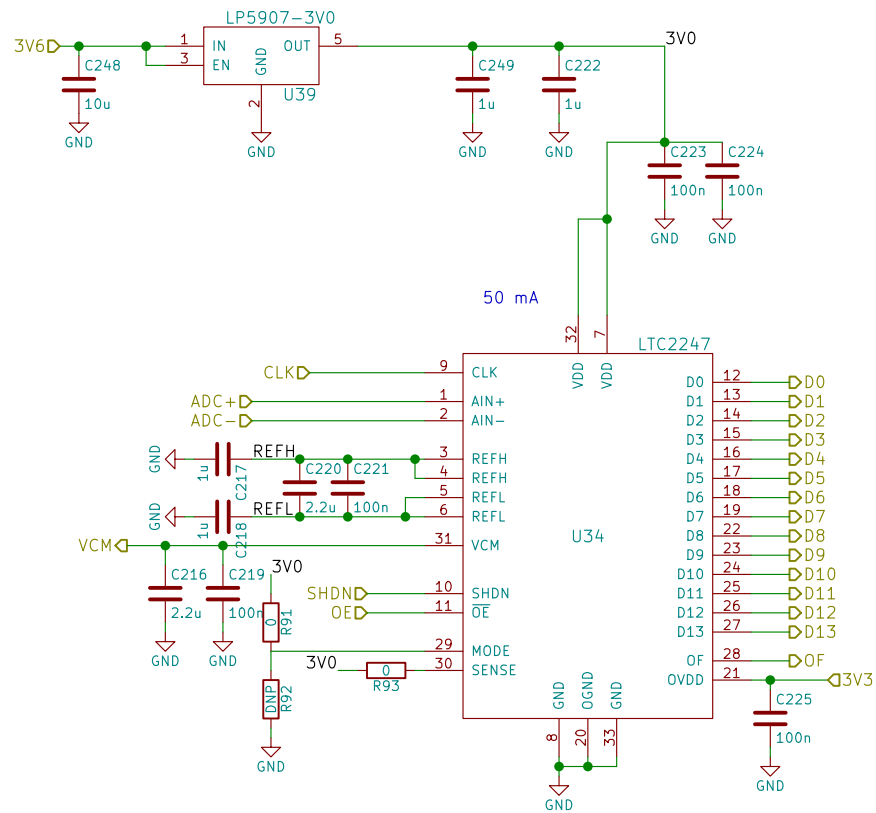 LP5907-3V0
3V6 1 IN OUT 5 3V0
3 EN
GND
2
U39
C248
10u
GND
GND
C249
1u
GND
C222
1u
GND
C223
100n
GND
C224
100n
GND
50 mA
32 7
LTC2247
VDD VDD
CLK 9 CLK
ADC+ 1 AIN+
ADC- 2 AIN-
GND 1u C217 REFH 3 REFH
4 REFH
C220
2.2u
C221
100n
5 REFL
GND 1u C218 REFL 6 REFL
VCM 31 VCM
U34
C216
2.2u
GND
C219
100n
GND
3V0
0 R91
SHDN 10 SHDN
OE 11 OE
29 MODE
3V0 0 30 SENSE
R93
DNP R92
GND
D0 12 D0
D1 13 D1
D2 14 D2
D3 15 D3
D4 16 D4
D5 17 D5
D6 18 D6
D7 19 D7
D8 22 D8
D9 23 D9
D10 24 D10
D11 25 D11
D12 26 D12
D13 27 D13
OF 28 OF
OVDD 21 3V3
C225
100n
GND
GND OGND GND
8 20 33
GND